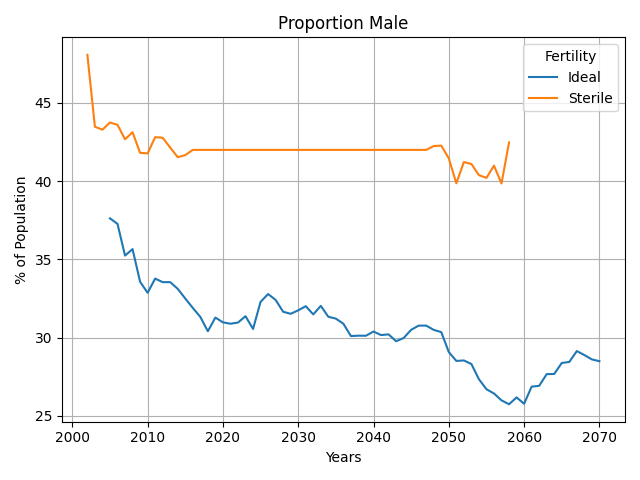 Proportion Male
Fertility
Ideal
Sterile
% of Population
45
40
35
30
25
2000 2010 2020 2030 2040 2050 2060 2070
Years